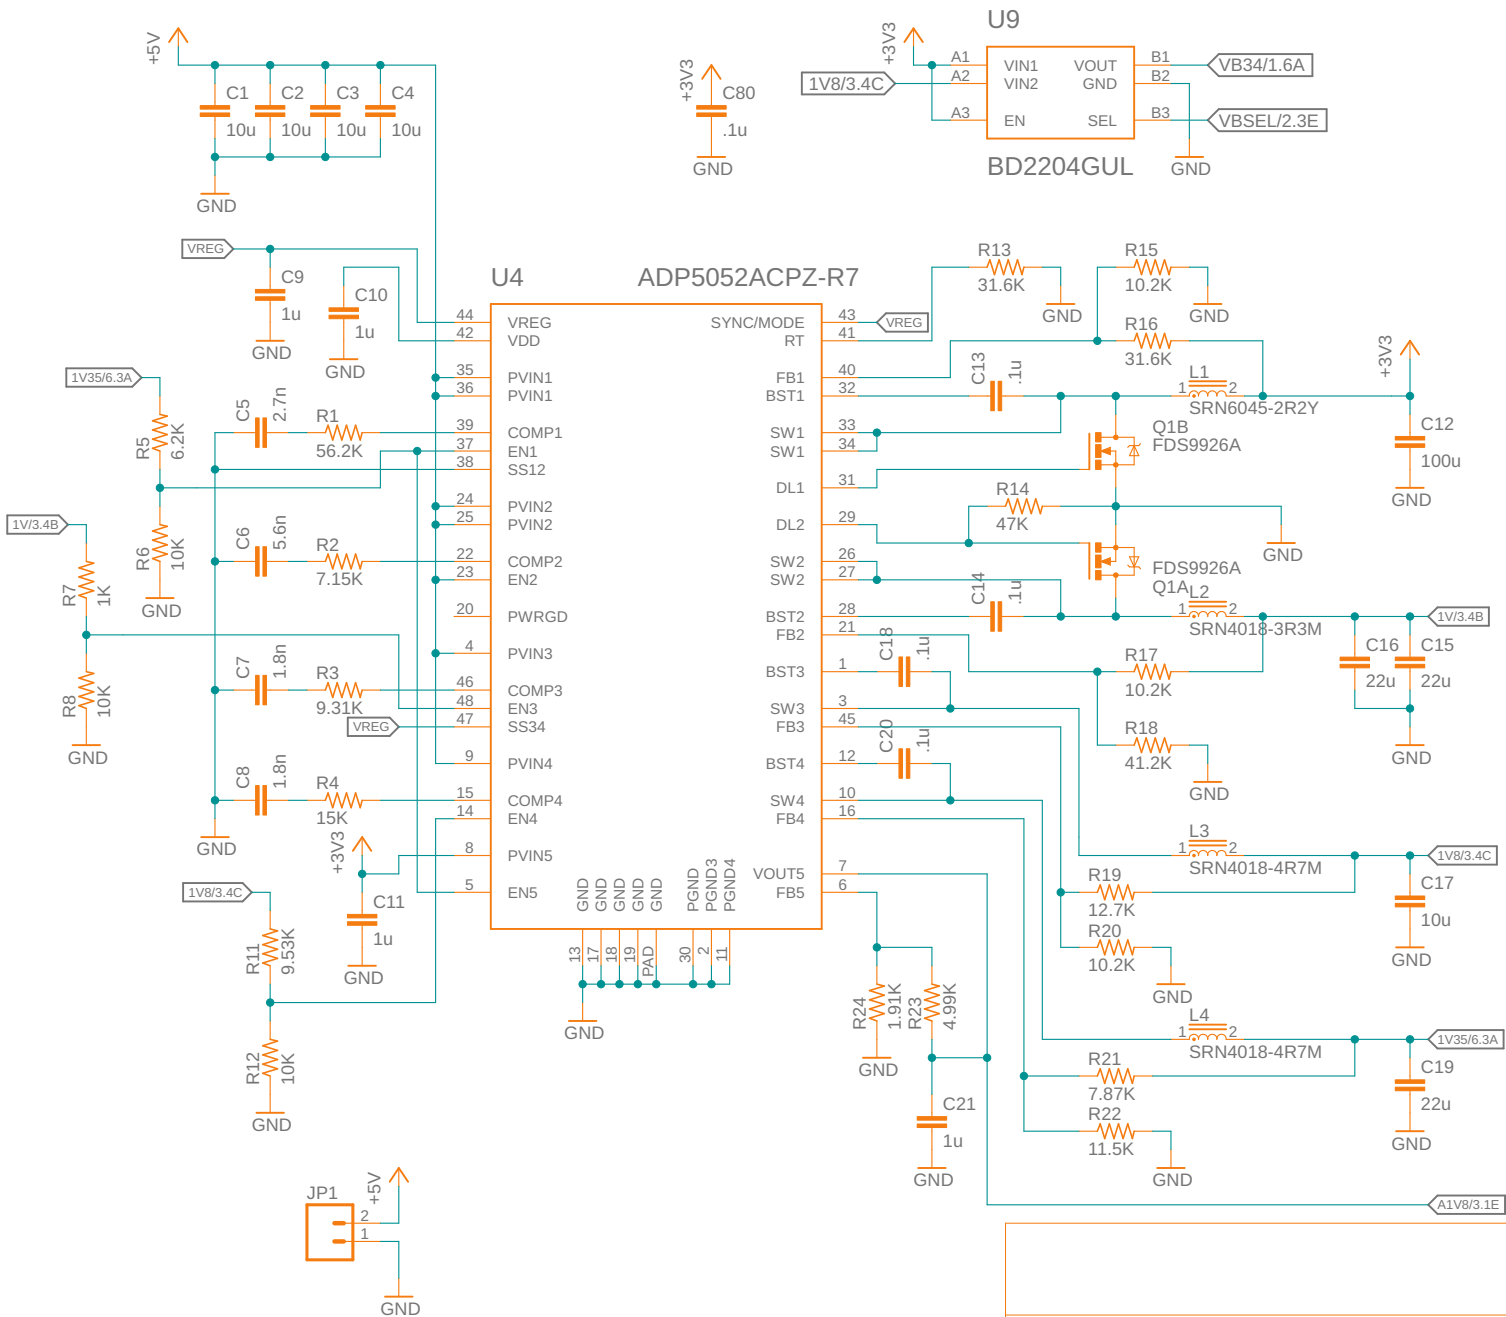 +5V
C1
10u
C2
10u
C3
10u
C4
10u
GND
+3V3
C80
.1u
GND
U9
+3V3
1V8/3.4C
A1
A2
A3
VIN1
VIN2
EN
VOUT
GND
SEL
B1
B2
B3
VB34/1.6A
VBSEL/2.3E
BD2204GUL
GND
VREG
C9
1u
GND
C10
1u
GND
1V35/6.3A
R5
6.2K
R6
10K
GND
1V/3.4B
R7
1K
R8
10K
GND
C5
2.7n
R1
56.2K
C6
5.6n
R2
7.15K
C7
1.8n
R3
9.31K
VREG
C8
1.8n
R4
15K
GND
+3V3
C11
1u
GND
1V8/3.4C
R11
9.53K
R12
10K
GND
U4
ADP5052ACPZ-R7
44 VREG
42 VDD
35 PVIN1
36 PVIN1
39 COMP1
37 EN1
38 SS12
24 PVIN2
25 PVIN2
22 COMP2
23 EN2
20 PWRGD
4 PVIN3
46 COMP3
48 EN3
47 SS34
9 PVIN4
15 COMP4
14 EN4
8 PVIN5
5 EN5
SYNC/MODE 43
RT 41
FB1 40
BST1 32
SW1 33
SW1 34
DL1 31
DL2 29
SW2 26
SW2 27
BST2 28
FB2 21
BST3 1
SW3 3
FB3 45
BST4 12
SW4 10
FB4 16
VOUT5 7
FB5 6
GND
GND
GND
GND
GND
PGND
PGND3
PGND4
13
17
18
19
PAD
30
2
11
GND
VREG
R13
31.6K
GND
R15
10.2K
GND
R16
31.6K
C13
.1u
L1
1 2
SRN6045-2R2Y
+3V3
C12
100u
GND
Q1B
FDS9926A
R14
47K
GND
FDS9926A
Q1A
C14
.1u
L2
1 2
SRN4018-3R3M
1V/3.4B
C16
22u
C15
22u
GND
C18
.1u
R17
10.2K
R18
41.2K
GND
C20
.1u
L3
1 2
SRN4018-4R7M
1V8/3.4C
R19
12.7K
R20
10.2K
GND
C17
10u
GND
L4
1 2
SRN4018-4R7M
1V35/6.3A
R21
7.87K
R22
11.5K
GND
C19
22u
GND
R24
1.91K
GND
R23
4.99K
C21
1u
GND
A1V8/3.1E
JP1
+5V
2
1
GND